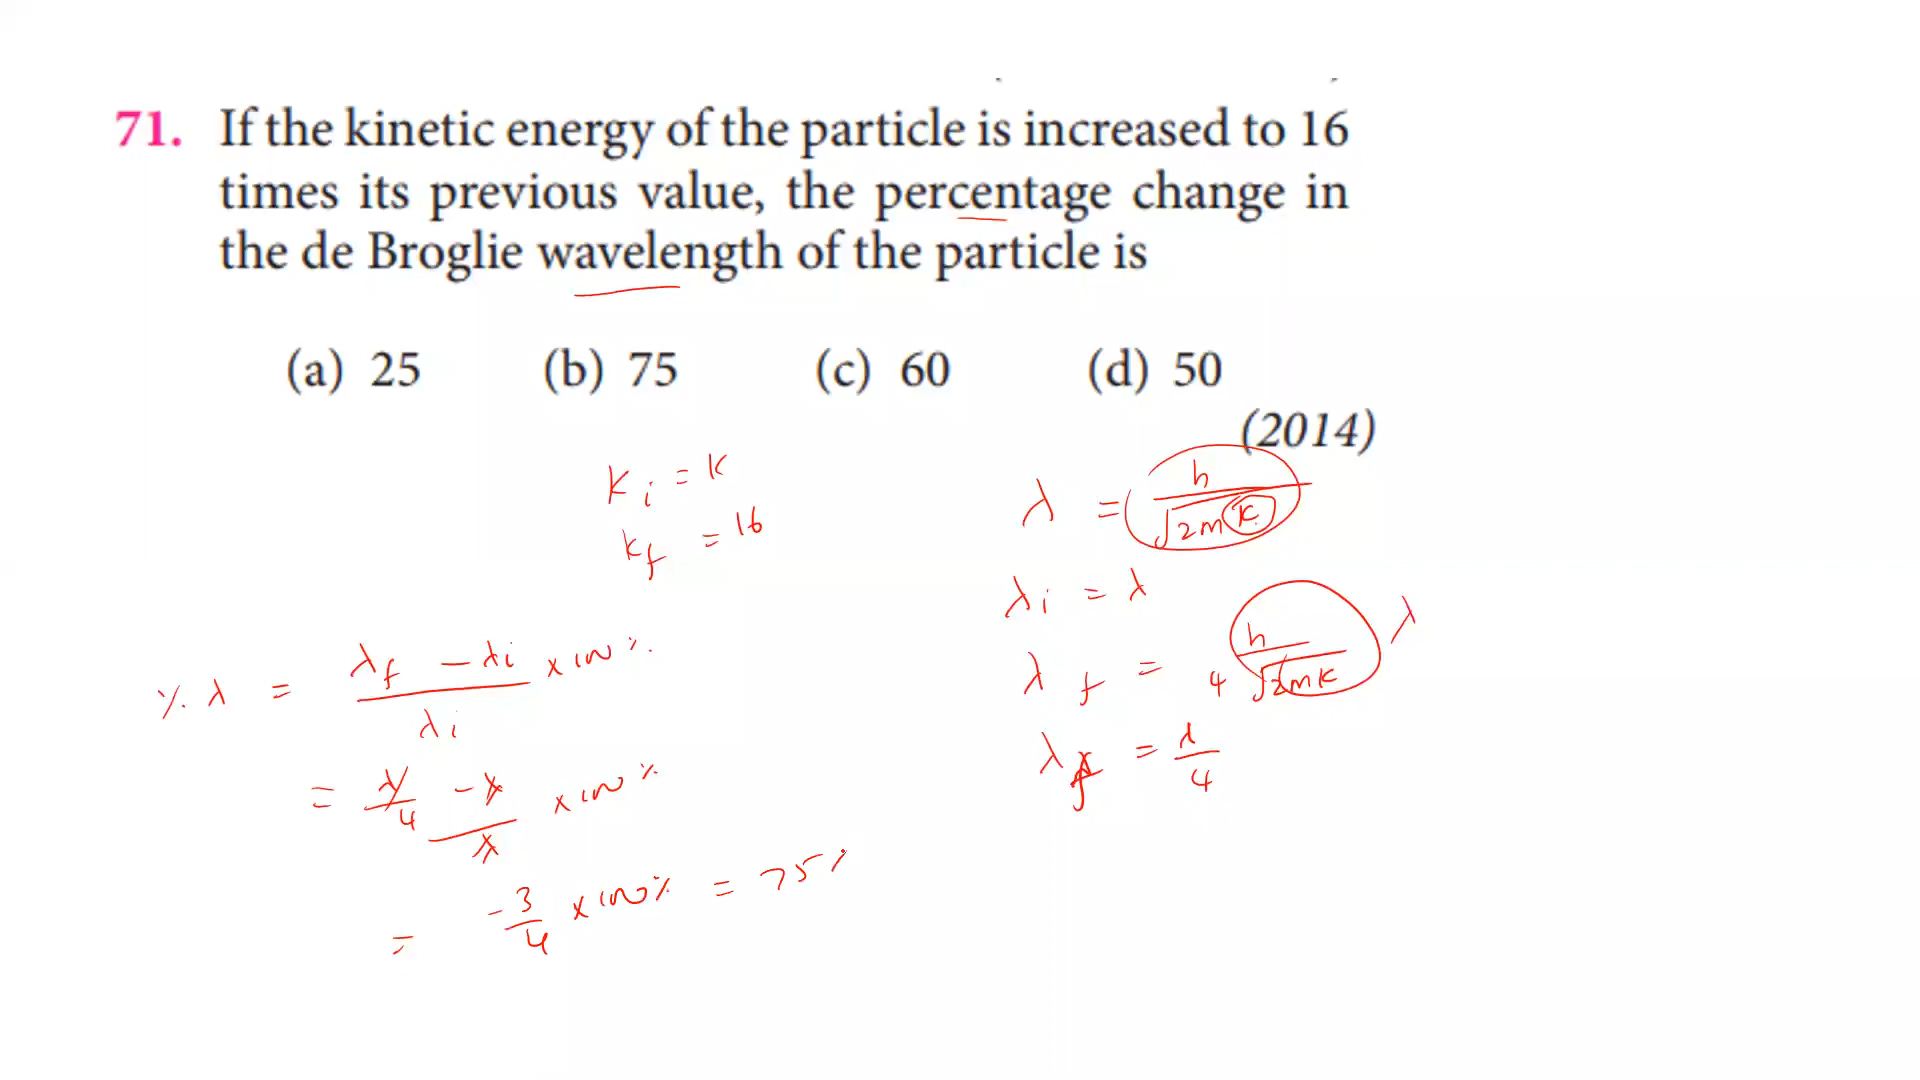 71. If the kinetic energy of the particle is increased to 16
times its previous value, the percentage change in
the de Broglie wavelength of the particle is
(a) 25 (b) 75 (c) 60 (d) 50
(2014)
Ki = K
Kf = 16
λ = h / √2mK
λi = λ
λf = h / 4√2mK λ
λf = λ / 4
% λ = λf - λi / λi × 100%
= λ/4 - λ / λ × 100%
= -3/4 × 100% = 75%